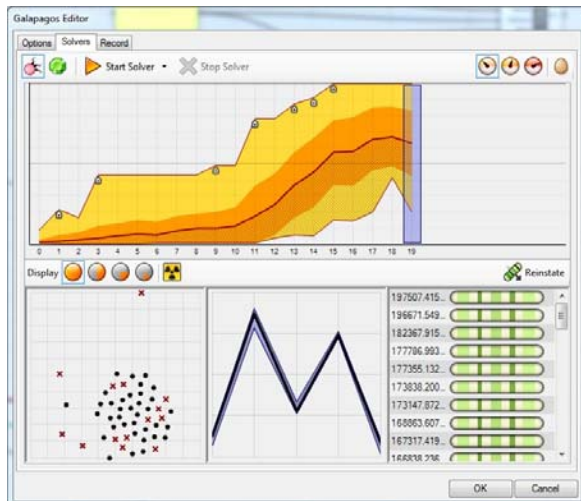 Galapagos Editor
Options Solvers Record
Start Solver Stop Solver
0 1 2 3 4 5 6 7 8 9 10 11 12 13 14 15 16 17 18 19
Display Reinstate
197507.415...
196671.549...
182367.915...
177786.993...
177355.132...
173838.200...
173147.872...
168863.607...
167317.419...
166838.236
OK Cancel